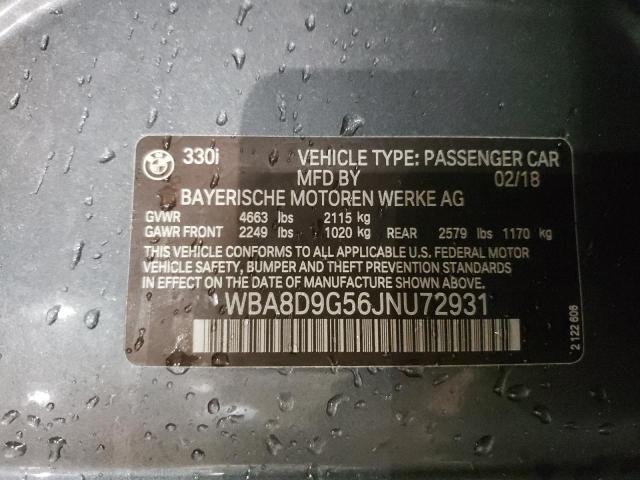 330i VEHICLE TYPE: PASSENGER CAR
MFD BY 02/18
BAYERISCHE MOTOREN WERKE AG
GVWR 4663 lbs 2115 kg
GAWR FRONT 2249 lbs 1020 kg REAR 2579 lbs 1170 kg
THIS VEHICLE CONFORMS TO ALL APPLICABLE U.S. FEDERAL MOTOR
VEHICLE SAFETY, BUMPER AND THEFT PREVENTION STANDARDS
IN EFFECT ON THE DATE OF MANUFACTURE SHOWN ABOVE.
WBA8D9G56JNU72931
2 122 606